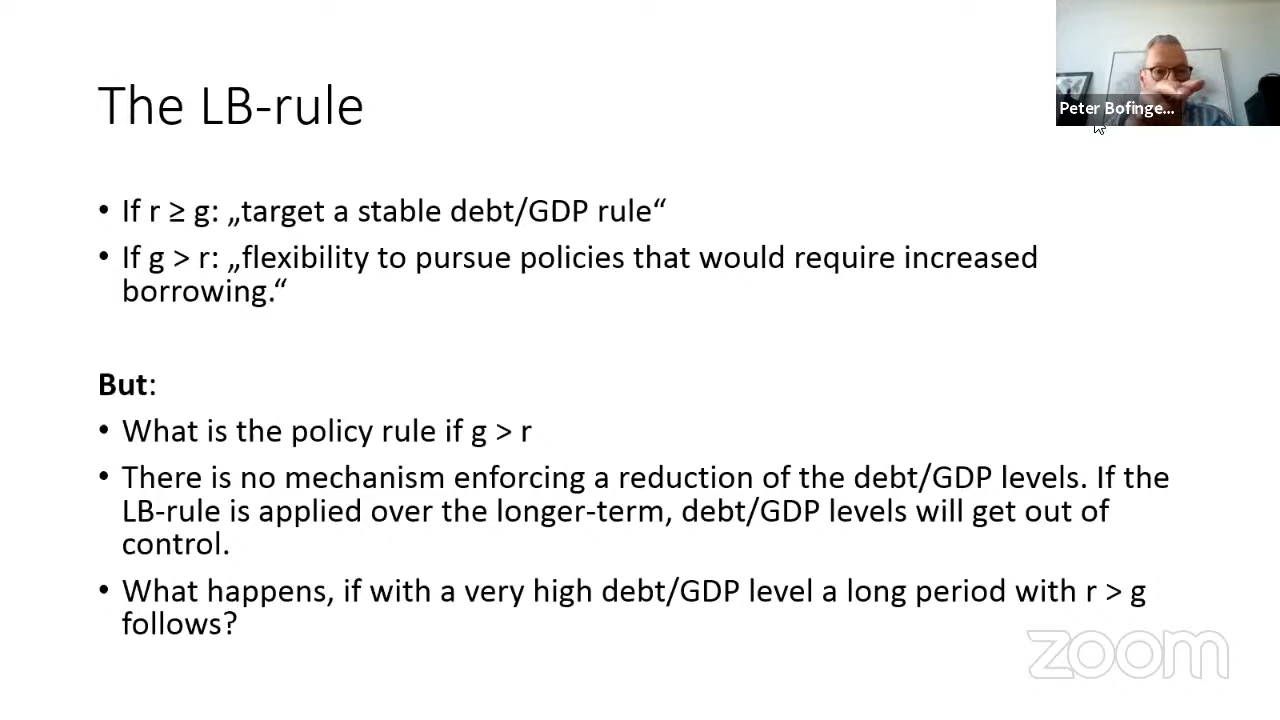 The LB-rule
Peter Bofinge...
• If r ≥ g: „target a stable debt/GDP rule“
• If g > r: „flexibility to pursue policies that would require increased
borrowing.“
But:
• What is the policy rule if g > r
• There is no mechanism enforcing a reduction of the debt/GDP levels. If the
LB-rule is applied over the longer-term, debt/GDP levels will get out of
control.
• What happens, if with a very high debt/GDP level a long period with r > g
follows?
zoom